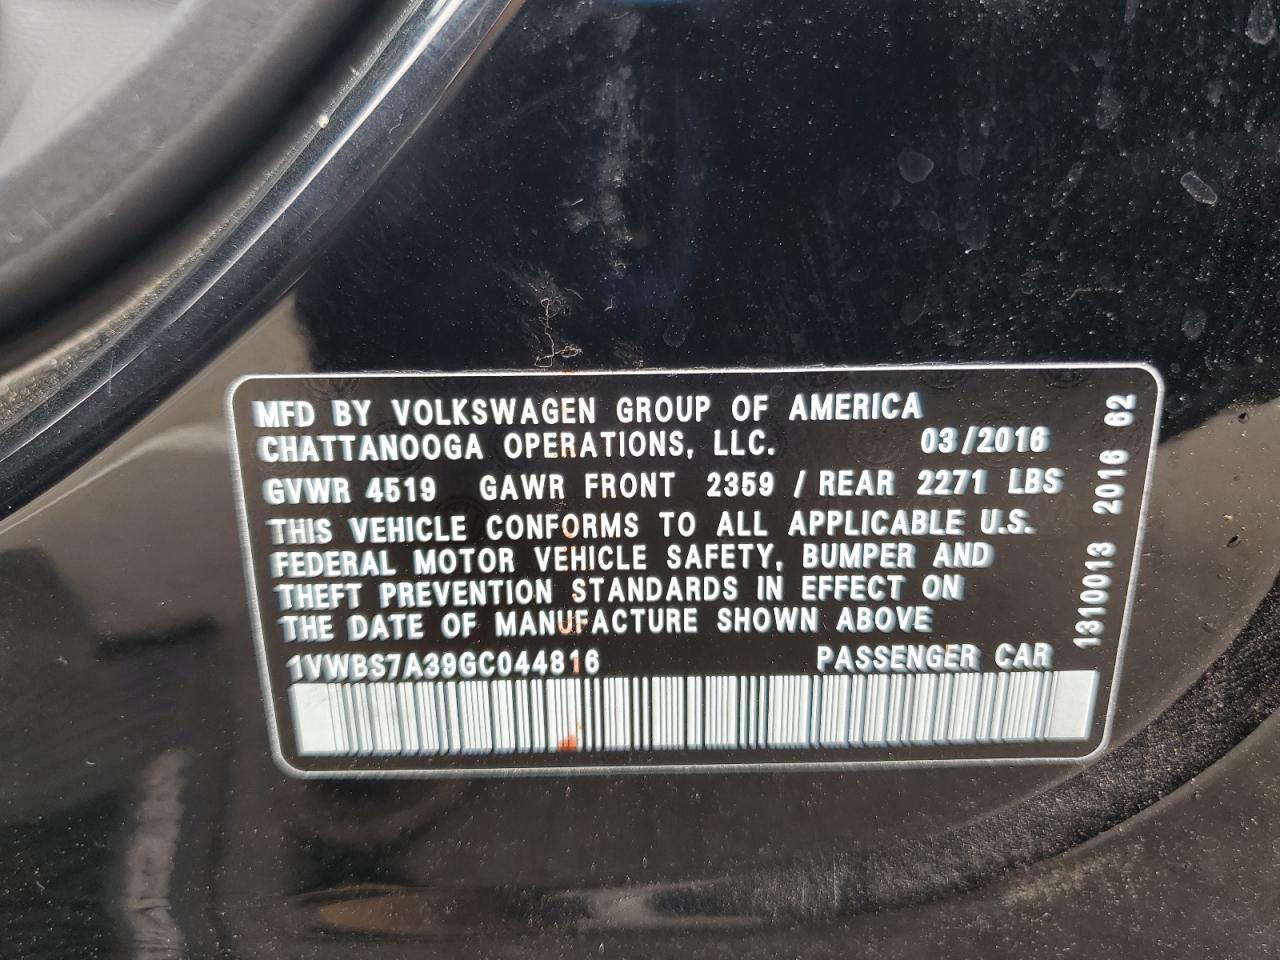 MFD BY VOLKSWAGEN GROUP OF AMERICA
CHATTANOOGA OPERATIONS, LLC. 03/2016
GVWR 4519 GAWR FRONT 2359 / REAR 2271 LBS
THIS VEHICLE CONFORMS TO ALL APPLICABLE U.S.
FEDERAL MOTOR VEHICLE SAFETY, BUMPER AND
THEFT PREVENTION STANDARDS IN EFFECT ON
THE DATE OF MANUFACTURE SHOWN ABOVE
1VWBS7A39GC044816 PASSENGER CAR
1310013 2016 62